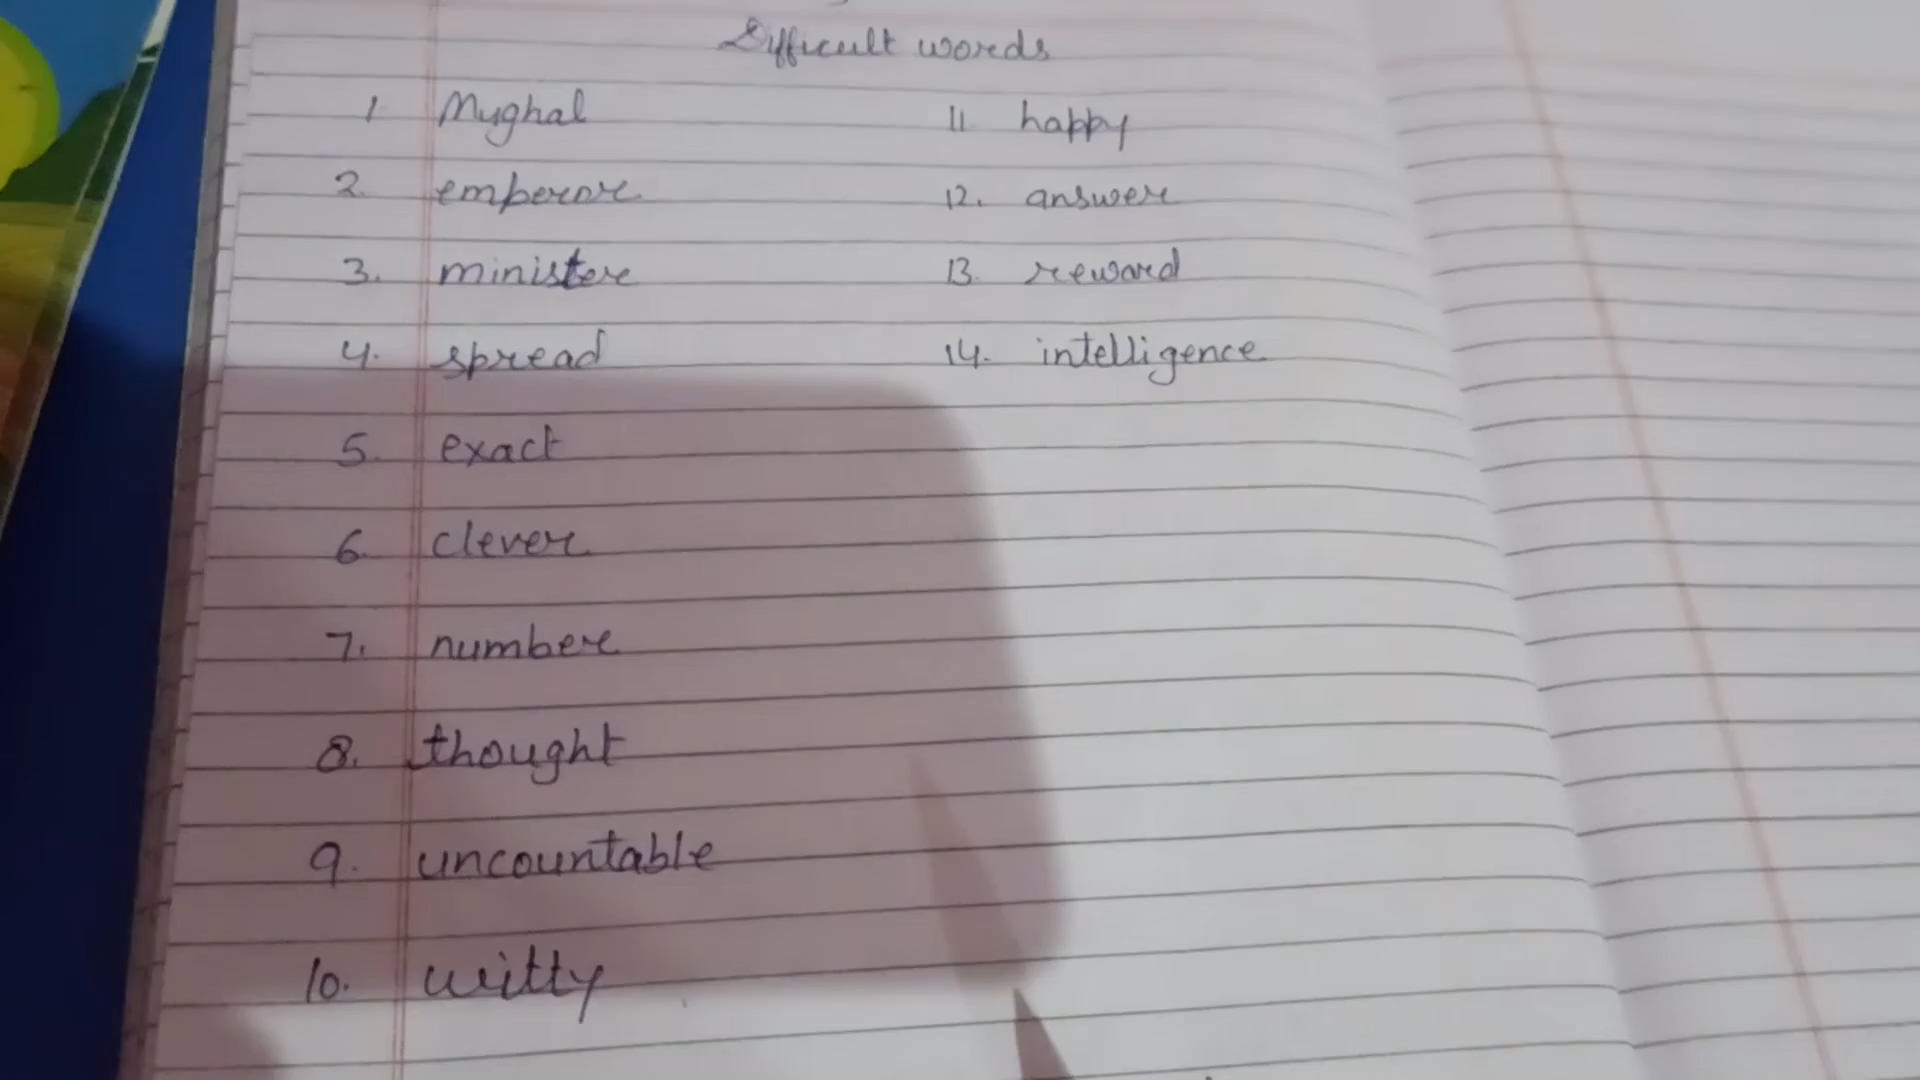 Difficult words
1. Mughal
2. emperor
3. minister
4. spread
5. exact
6. clever
7. number
8. thought
9. uncountable
10. witty
11. happy
12. answer
13. reward
14. intelligence